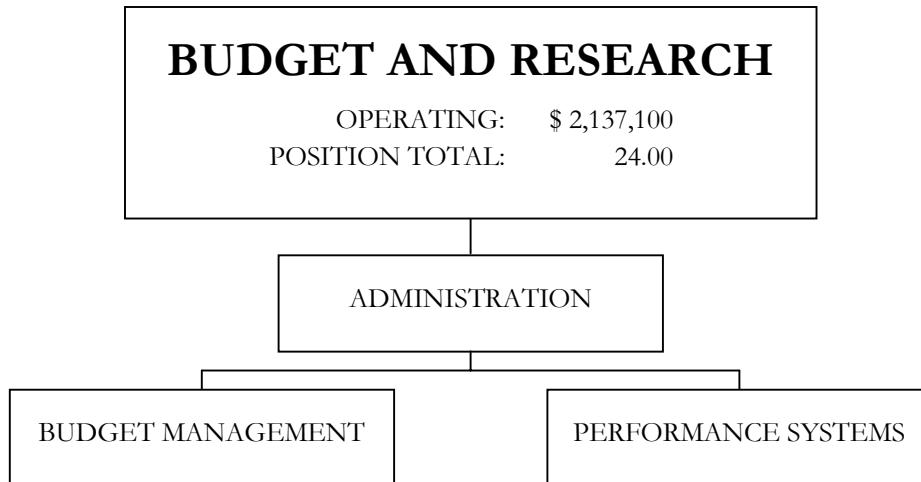 BUDGET AND RESEARCH
OPERATING: $ 2,137,100
POSITION TOTAL: 24.00
ADMINISTRATION
BUDGET MANAGEMENT
PERFORMANCE SYSTEMS